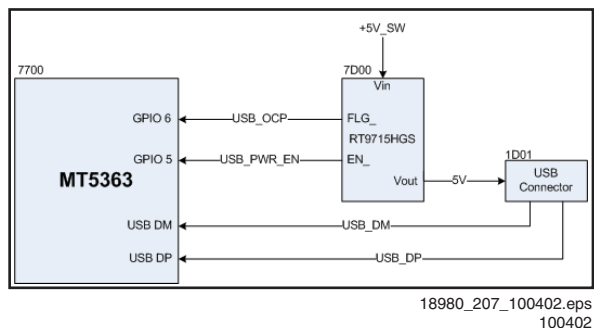 +5V_SW
7700
7D00
Vin
GPIO 6
USB_OCP
FLG_
RT9715HGS
GPIO 5
USB_PWR_EN
EN_
1D01
MT5363
Vout
5V
USB
Connector
USB DM
USB_DM
USB DP
USB_DP
18980_207_100402.eps
100402